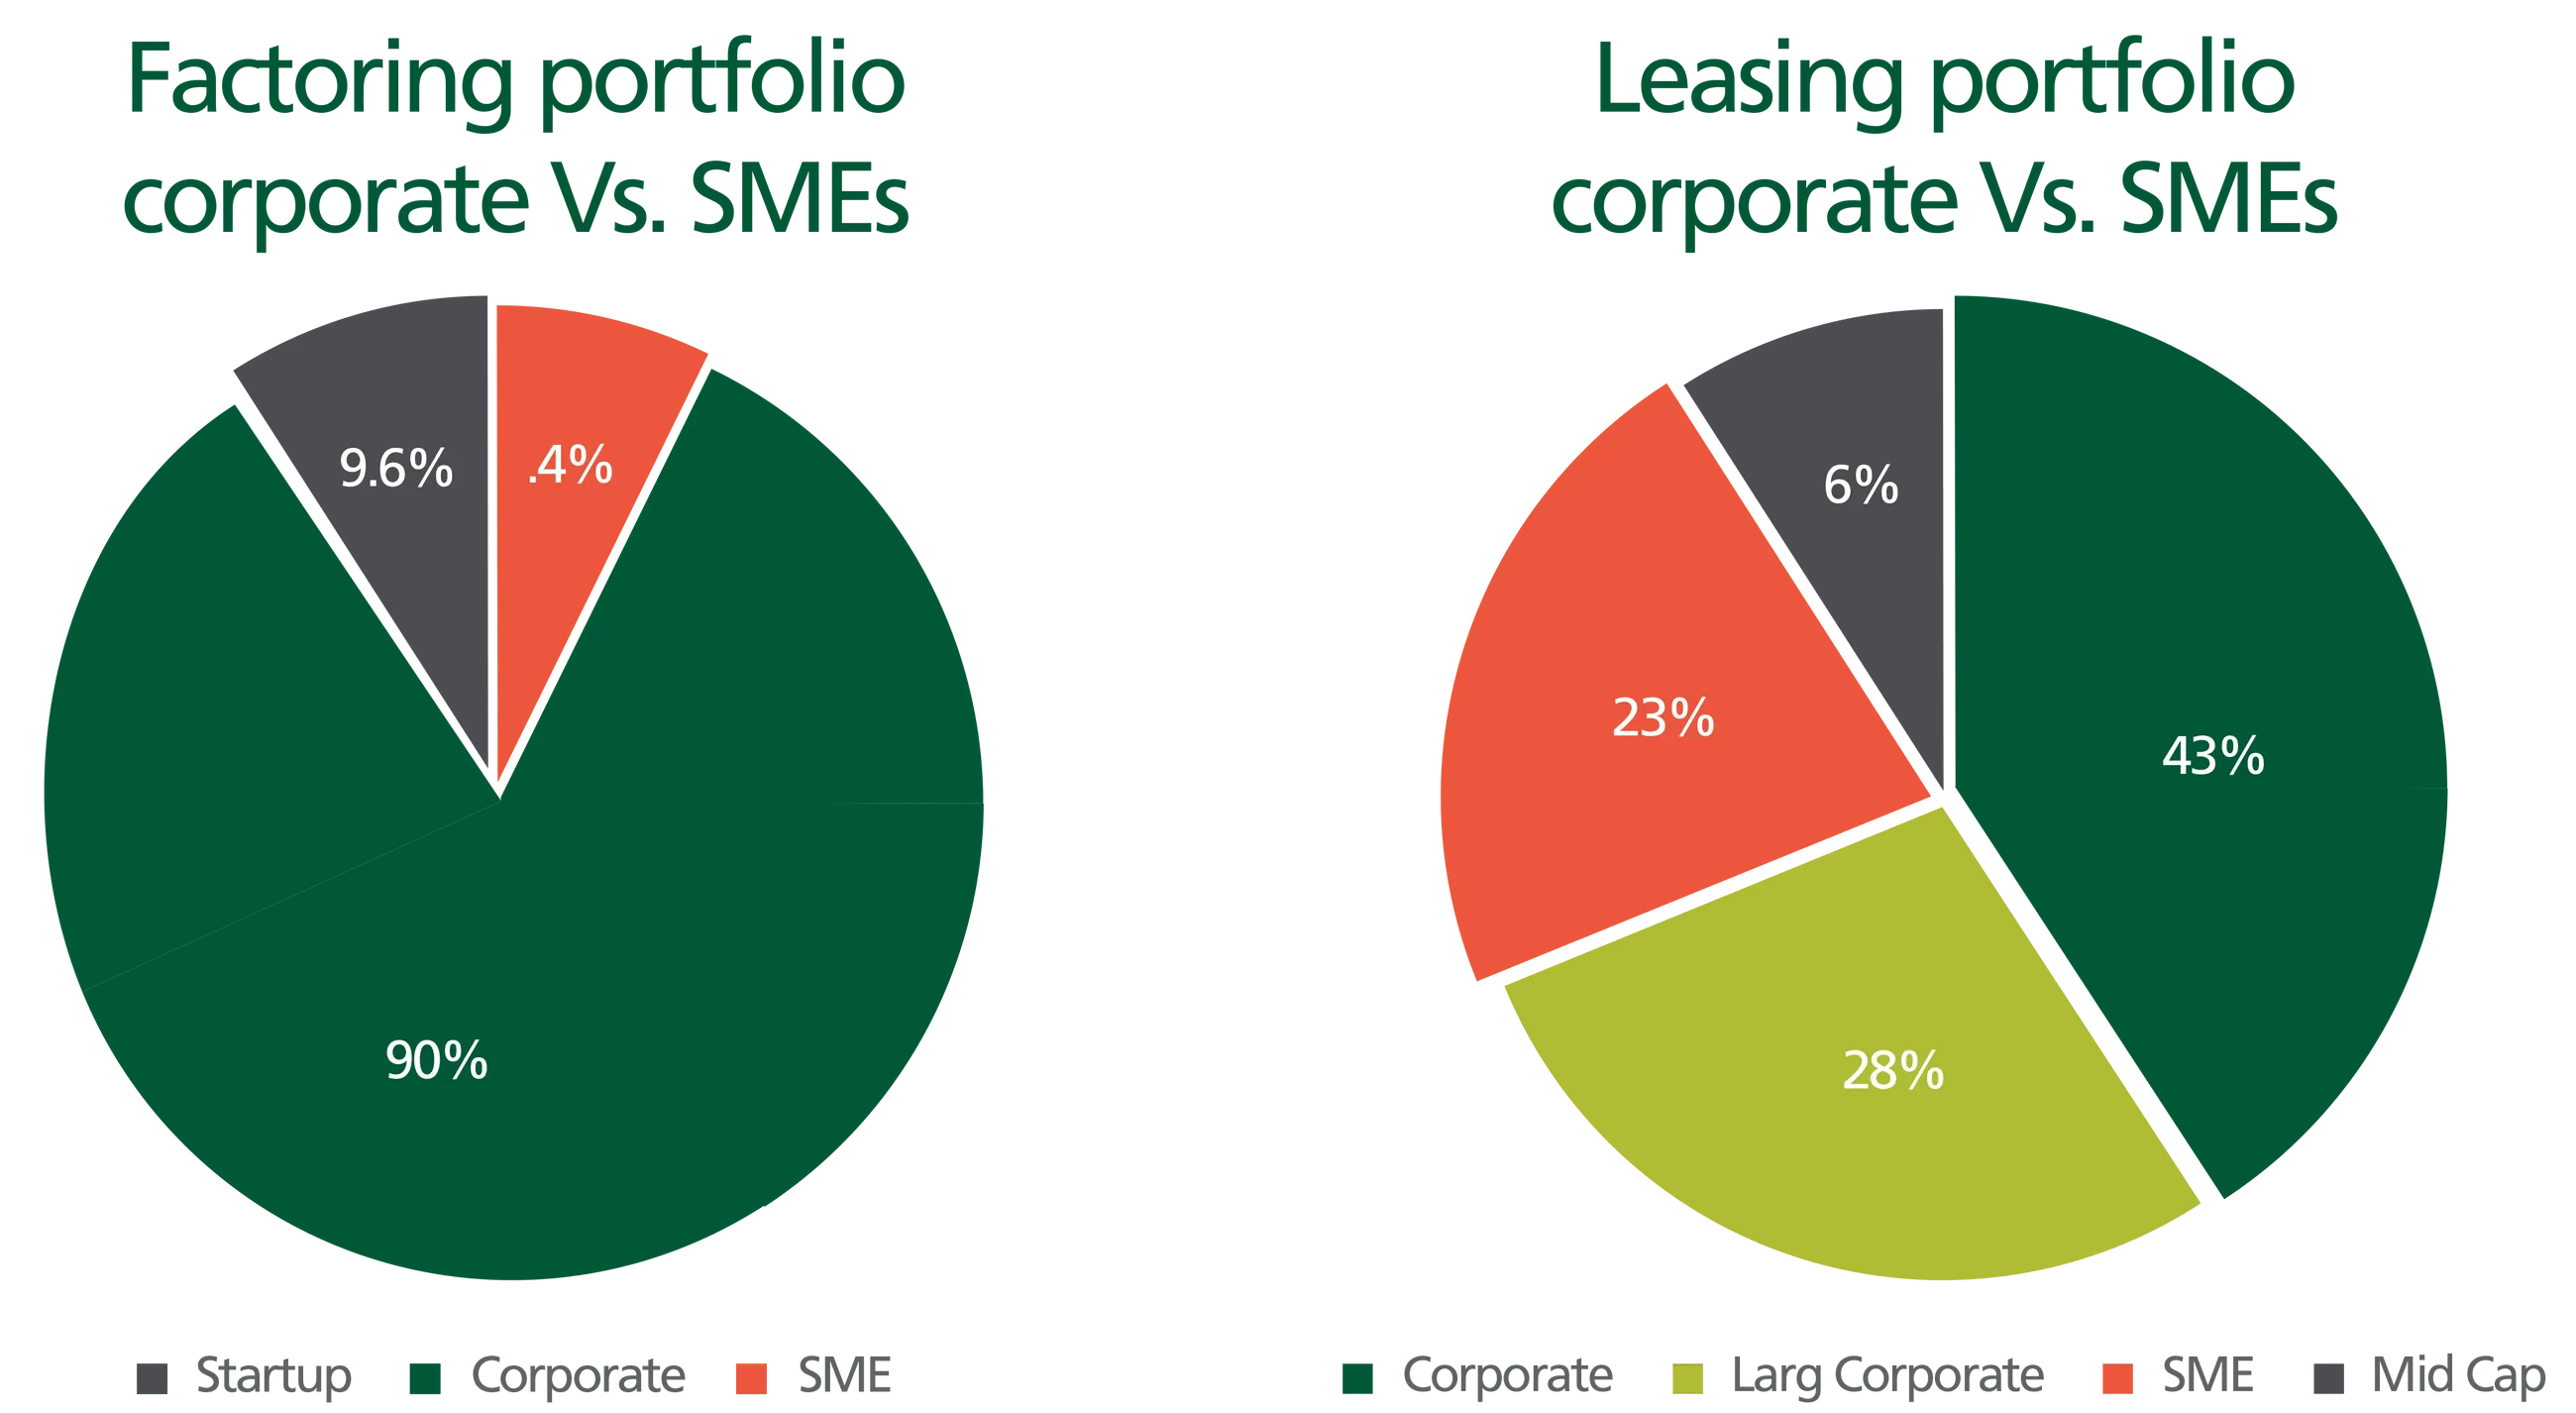 Factoring portfolio
corporate Vs. SMEs
9.6%
.4%
90%
Startup
Corporate
SME
Leasing portfolio
corporate Vs. SMEs
6%
23%
43%
28%
Corporate
Larg Corporate
SME
Mid Cap